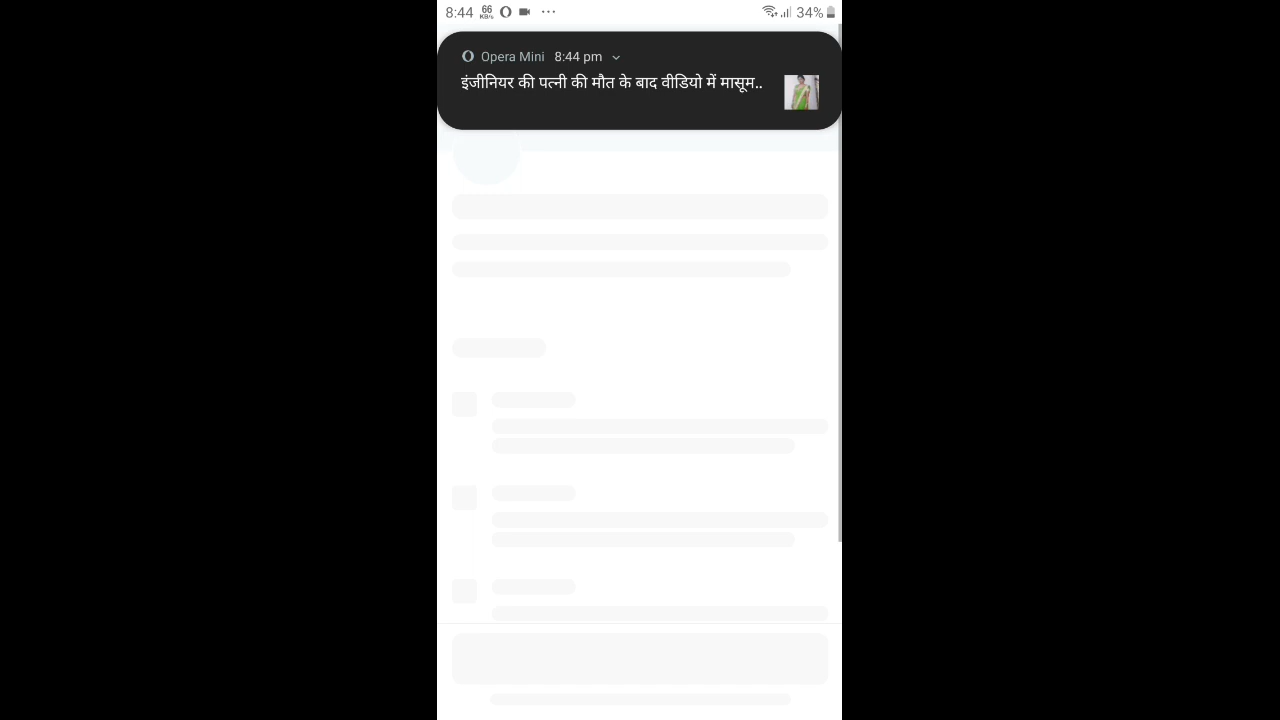 8:44 66 KB/s ... 34%
Opera Mini 8:44 pm
इंजीनियर की पत्नी की मौत के बाद वीडियो में मासूम..